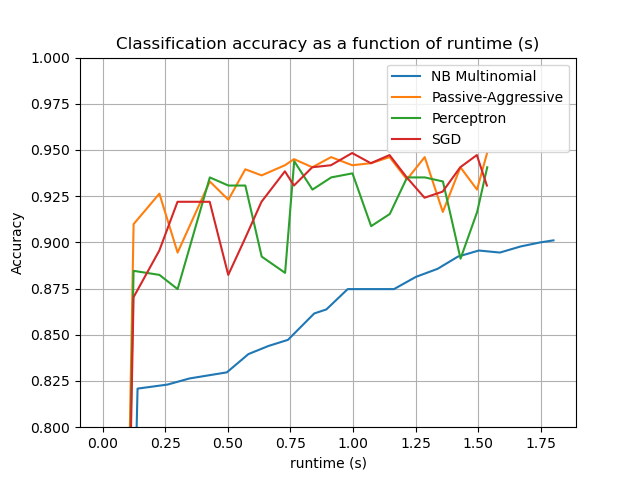 Classification accuracy as a function of runtime (s)
1.000
0.975
0.950
0.925
0.900
0.875
0.850
0.825
0.800
Accuracy
NB Multinomial
Passive-Aggressive
Perceptron
SGD
0.00 0.25 0.50 0.75 1.00 1.25 1.50 1.75
runtime (s)